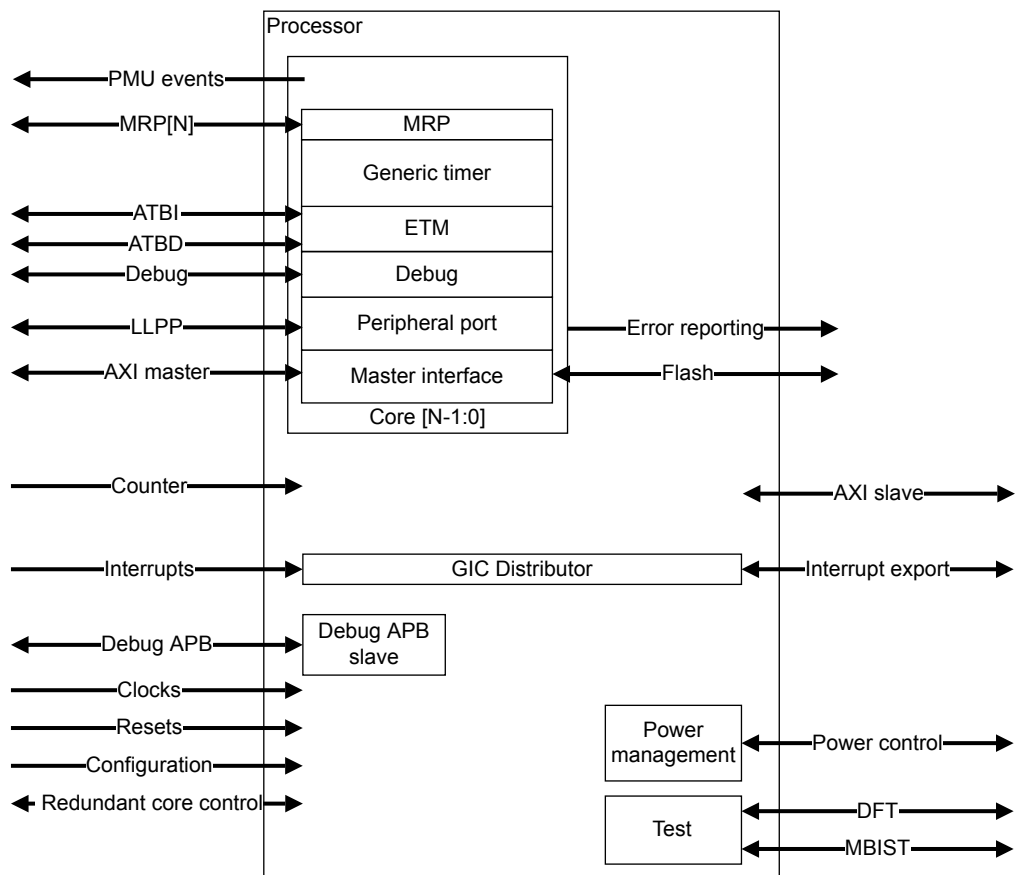 Processor
PMU events
MRP[N]
MRP
Generic timer
ATBI
ETM
ATBD
Debug
Debug
LLPP
Peripheral port
Error reporting
AXI master
Master interface
Flash
Core [N-1:0]
Counter
AXI slave
Interrupts
GIC Distributor
Interrupt export
Debug APB
Debug APB
slave
Clocks
Resets
Configuration
Power
management
Power control
Redundant core control
Test
DFT
MBIST